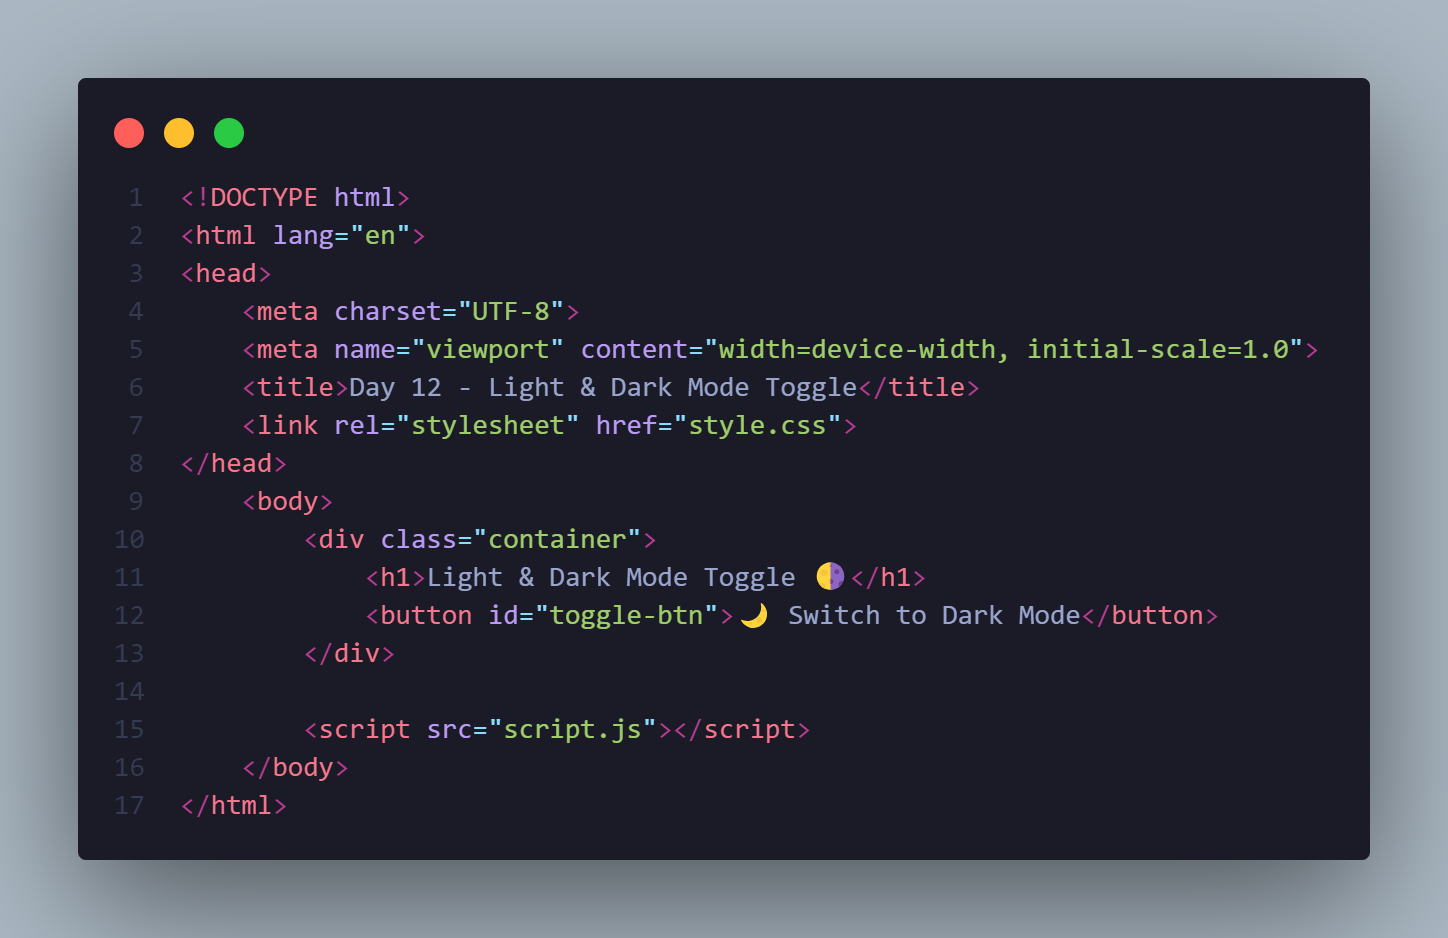 1 <!DOCTYPE html>
2 <html lang="en">
3 <head>
4     <meta charset="UTF-8">
5     <meta name="viewport" content="width=device-width, initial-scale=1.0">
6     <title>Day 12 - Light & Dark Mode Toggle</title>
7     <link rel="stylesheet" href="style.css">
8 </head>
9     <body>
10         <div class="container">
11             <h1>Light & Dark Mode Toggle 🌗</h1>
12             <button id="toggle-btn">🌙 Switch to Dark Mode</button>
13         </div>
14
15         <script src="script.js"></script>
16     </body>
17 </html>